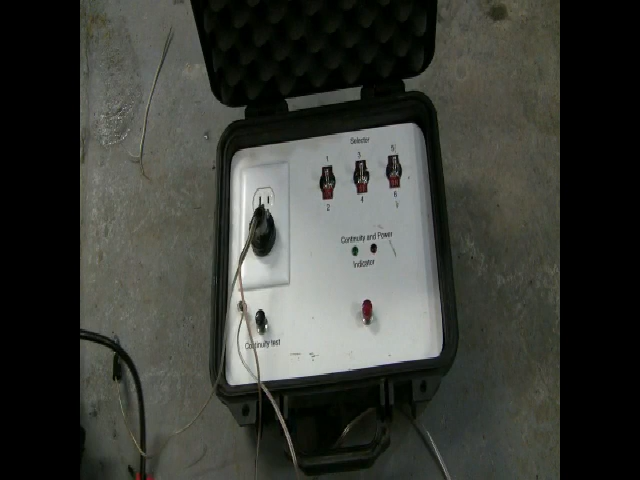 Selector
1 3 5
2 4 6
Continuity and Power
Indicator
Continuity test